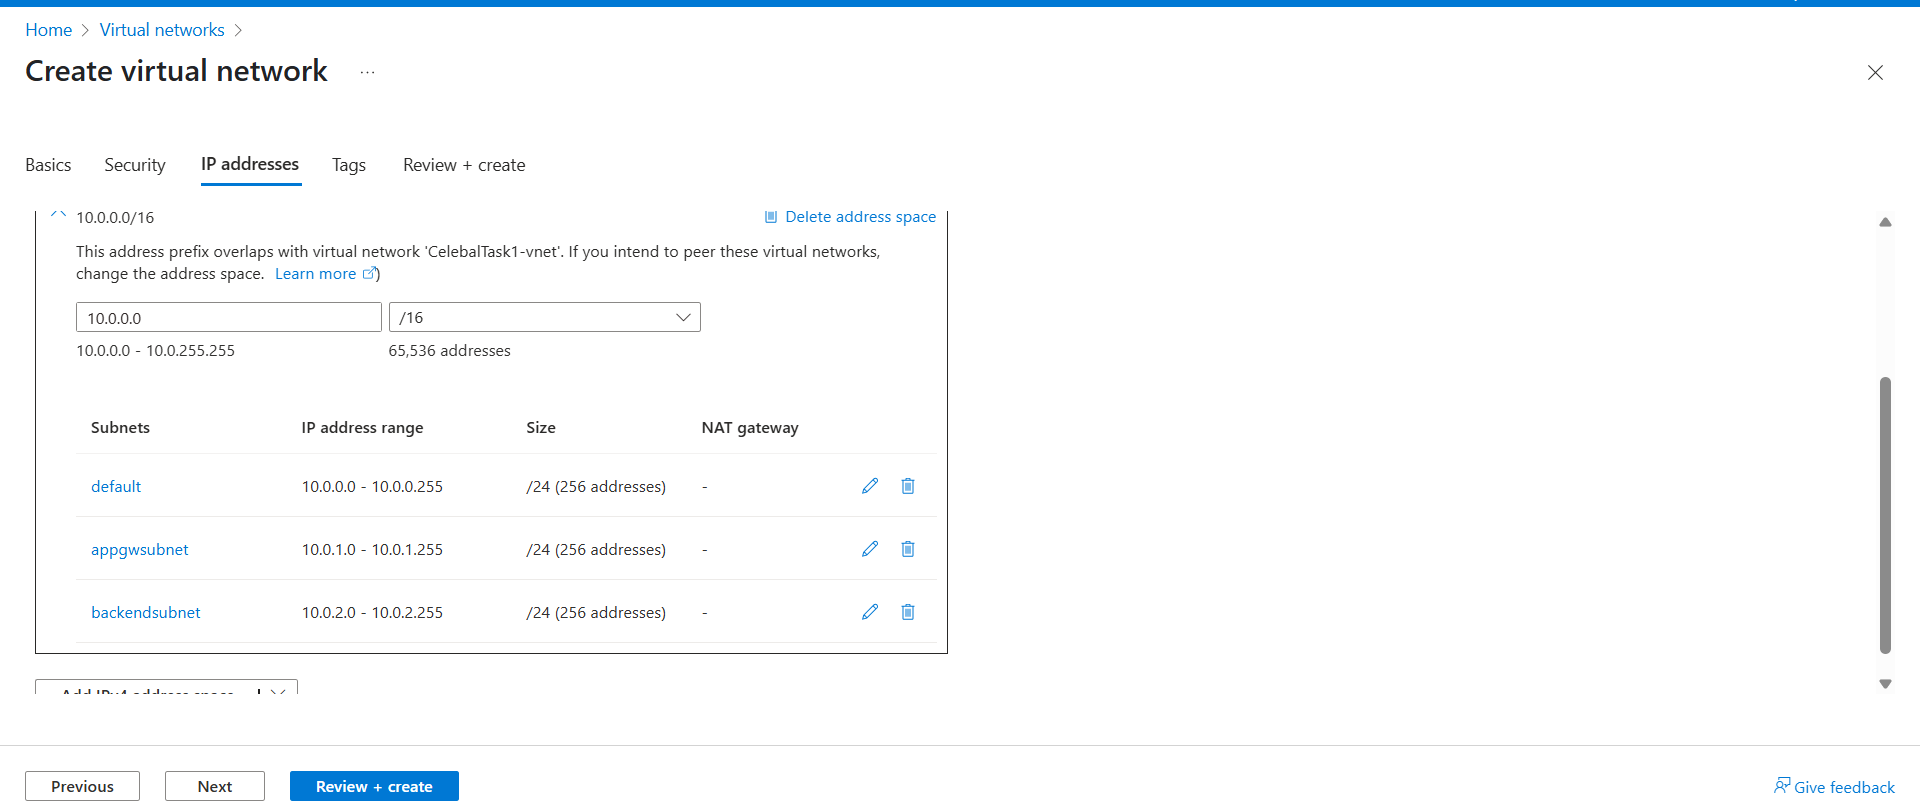 Home > Virtual networks >
Create virtual network ...
Basics Security IP addresses Tags Review + create
10.0.0.0/16 Delete address space
This address prefix overlaps with virtual network 'CelebalTask1-vnet'. If you intend to peer these virtual networks,
change the address space. Learn more )
10.0.0.0 /16
10.0.0.0 - 10.0.255.255 65,536 addresses
Subnets IP address range Size NAT gateway
default 10.0.0.0 - 10.0.0.255 /24 (256 addresses) -
appgwsubnet 10.0.1.0 - 10.0.1.255 /24 (256 addresses) -
backendsubnet 10.0.2.0 - 10.0.2.255 /24 (256 addresses) -
Add IPv4 address space
Previous Next Review + create Give feedback